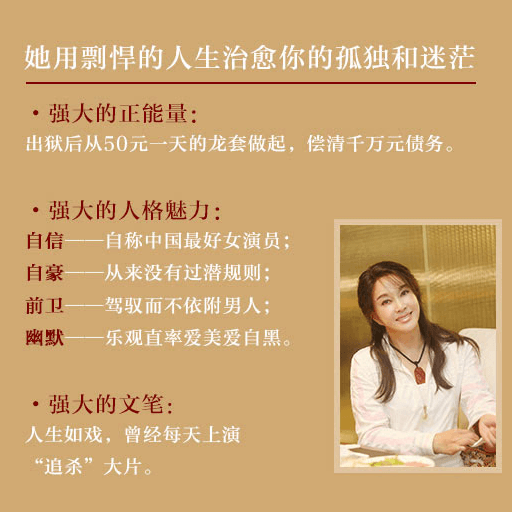 她用剽悍的人生治愈你的孤独和迷茫
·强大的正能量：
出狱后从50元一天的龙套做起，偿清千万元债务。
·强大的人格魅力：
自信——自称中国最好女演员；
自豪——从来没有过潜规则；
前卫——驾驭而不依附男人；
幽默——乐观直率爱美爱自黑。
·强大的文笔：
人生如戏，曾经每天上演
“追杀”大片。